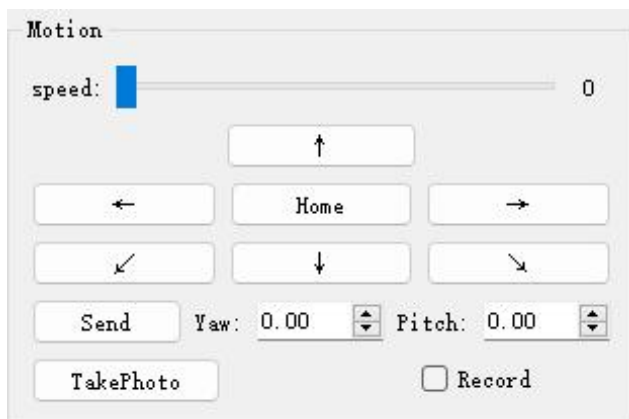 Motion
speed: 0
↑
← Home →
↙ ↓ ↘
Send Yaw: 0.00 Pitch: 0.00
TakePhoto Record